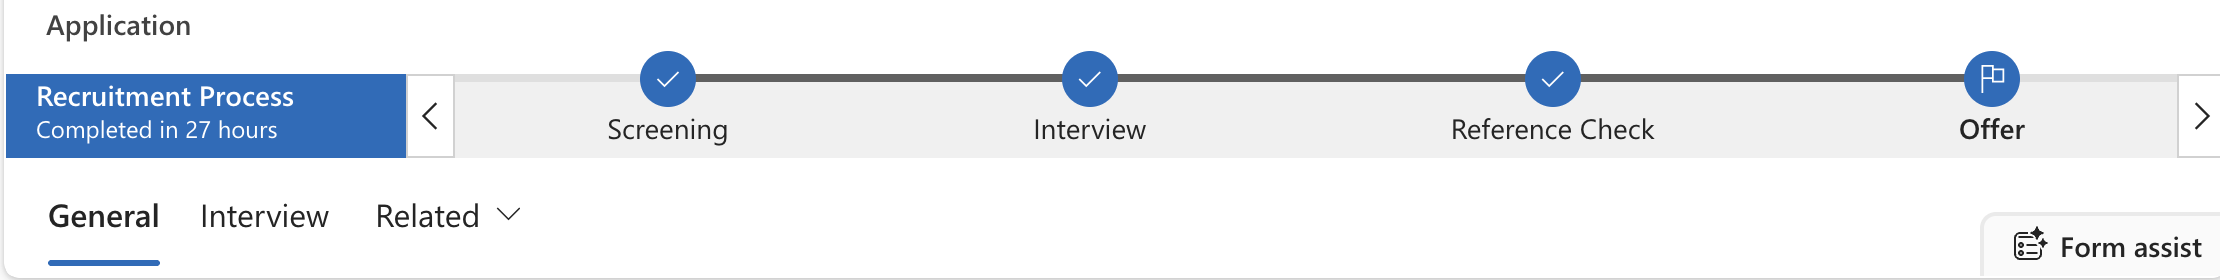 Application
Recruitment Process
Completed in 27 hours
Screening
Interview
Reference Check
Offer
General
Interview
Related
Form assist